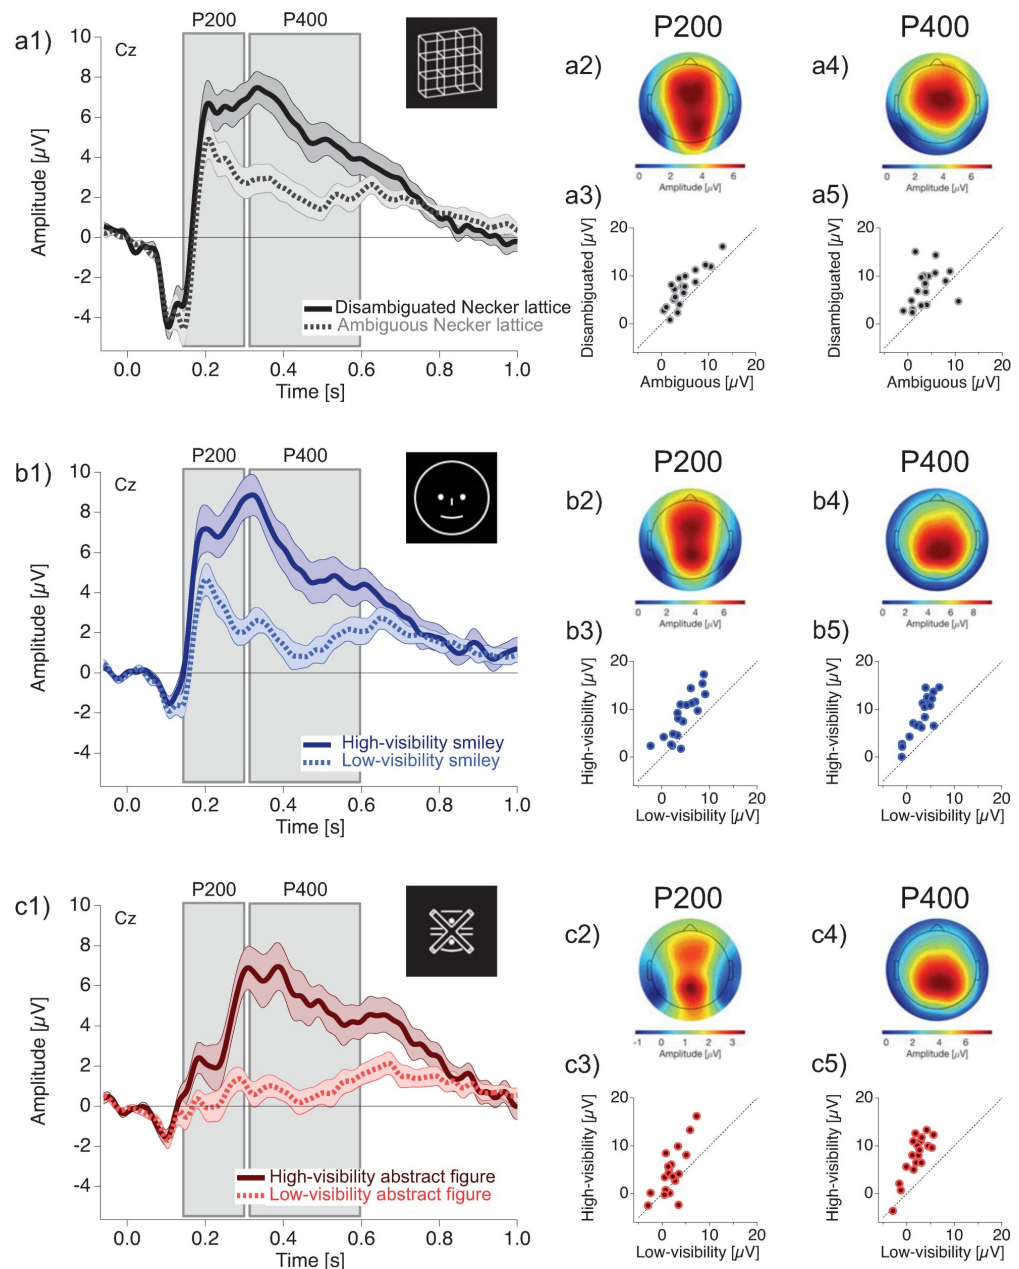 P200 P400
a1)
Cz
Amplitude [µV]
10
8
6
4
2
0
-2
-4
Disambiguated Necker lattice
Ambiguous Necker lattice
0.0 0.2 0.4 0.6 0.8 1.0
Time [s]
P200
a2)
0 2 4 6
Amplitude [µV]
a3)
Disambiguated [µV]
20
10
0
0 10 20
Ambiguous [µV]
P400
a4)
0 2 4 6
Amplitude [µV]
a5)
Disambiguated [µV]
20
10
0
0 10 20
Ambiguous [µV]
P200 P400
b1)
Cz
Amplitude [µV]
10
8
6
4
2
0
-2
-4
High-visibility smiley
Low-visibility smiley
0.0 0.2 0.4 0.6 0.8 1.0
Time [s]
P200
b2)
0 2 4 6
Amplitude [µV]
b3)
High-visibility [µV]
20
10
0
0 10 20
Low-visibility [µV]
P400
b4)
0 2 4 6 8
Amplitude [µV]
b5)
High-visibility [µV]
20
10
0
0 10 20
Low-visibility [µV]
P200 P400
c1)
Cz
Amplitude [µV]
10
8
6
4
2
0
-2
-4
High-visibility abstract figure
Low-visibility abstract figure
0.0 0.2 0.4 0.6 0.8 1.0
Time [s]
P200
c2)
-1 1 2 3
Amplitude [µV]
c3)
High-visibility [µV]
20
10
0
0 10 20
Low-visibility [µV]
P400
c4)
0 2 4 6
Amplitude [µV]
c5)
High-visibility [µV]
20
10
0
0 10 20
Low-visibility [µV]